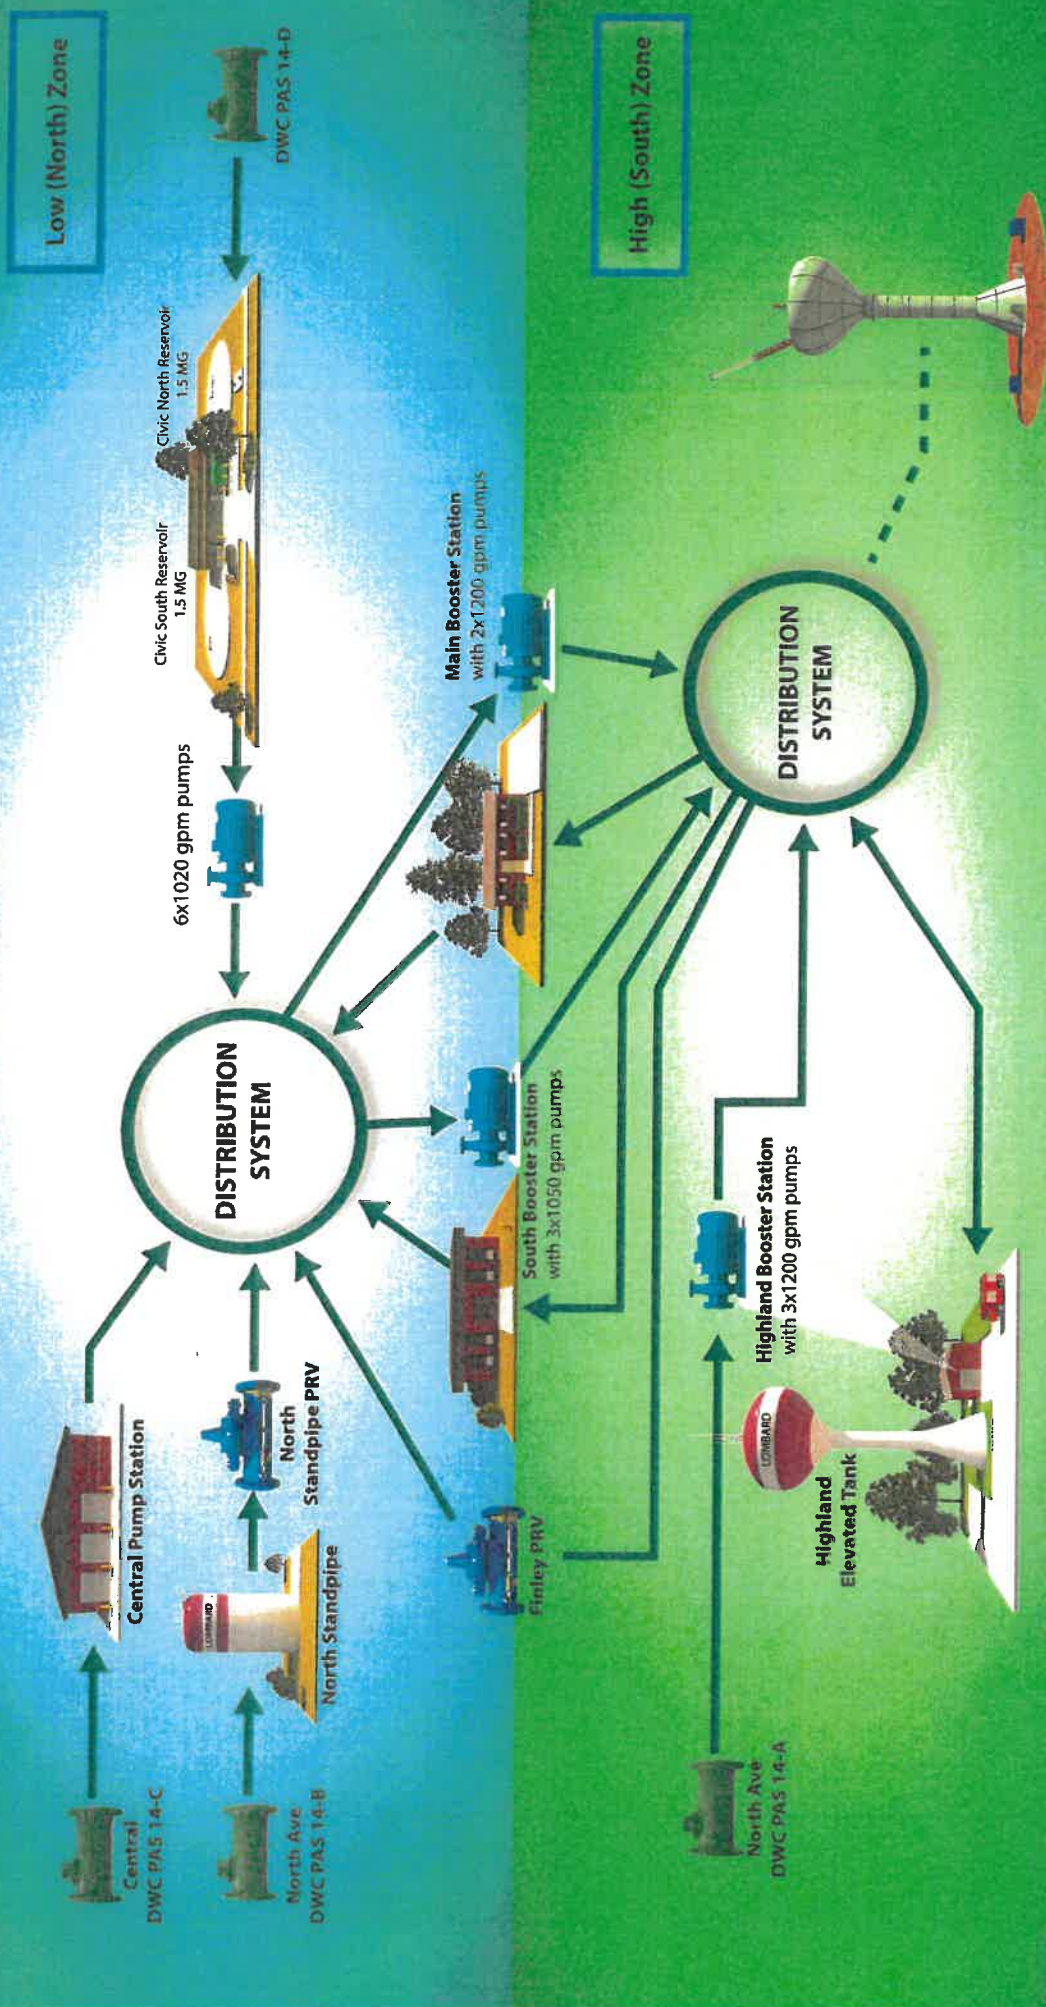 Low (North) Zone
Central
DWC PAS 14-C
Central Pump Station
North Ave
DWC PAS 14-B
LOMBARD
North Standpipe
North
Standpipe PRV
DISTRIBUTION
SYSTEM
6x1020 gpm pumps
Civic South Reservoir
1.5 MG
Civic North Reservoir
1.5 MG
DWC PAS 14-D
Finley PRV
South Booster Station
with 3x1050 gpm pumps
Main Booster Station
with 2x1200 gpm pumps
High (South) Zone
North Ave
DWC PAS 14-A
Highland Booster Station
with 3x1200 gpm pumps
LOMBARD
Highland
Elevated Tank
DISTRIBUTION
SYSTEM